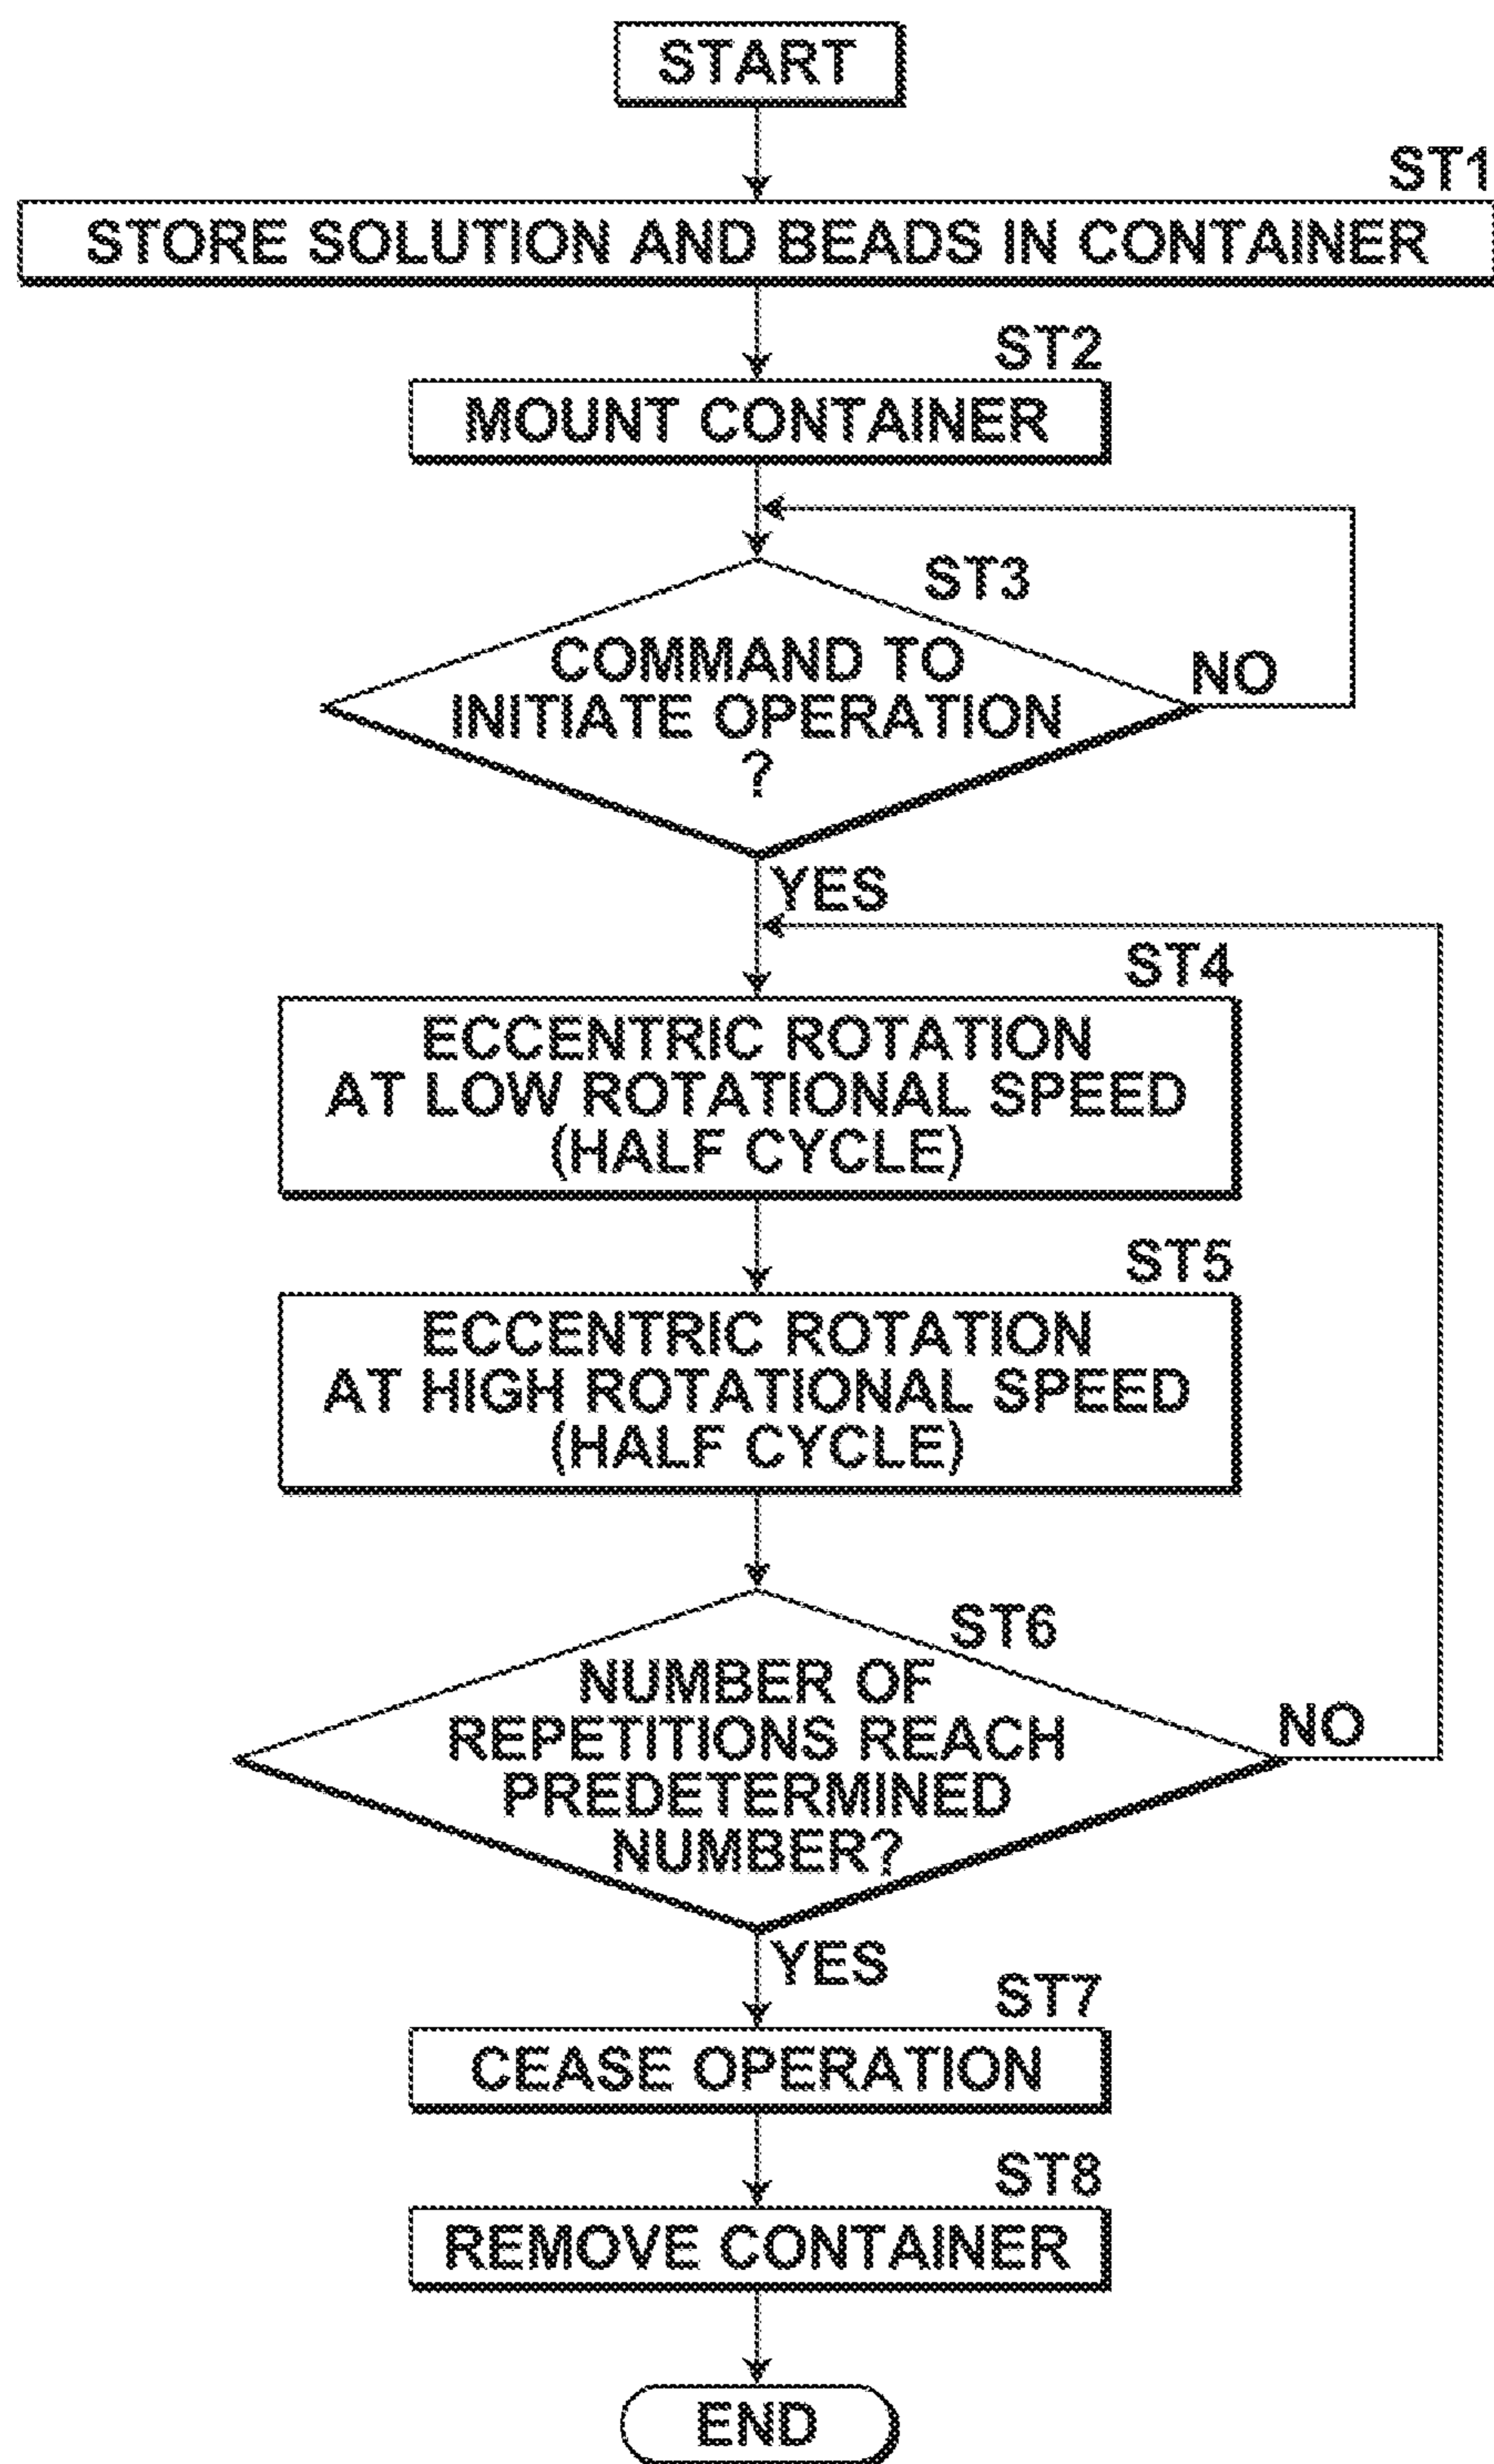 START
ST1
STORE SOLUTION AND BEADS IN CONTAINER
ST2
MOUNT CONTAINER
ST3
COMMAND TO
INITIATE OPERATION
?
NO
YES
ST4
ECCENTRIC ROTATION
AT LOW ROTATIONAL SPEED
(HALF CYCLE)
ST5
ECCENTRIC ROTATION
AT HIGH ROTATIONAL SPEED
(HALF CYCLE)
ST6
NUMBER OF
REPETITIONS REACH
PREDETERMINED
NUMBER?
NO
YES
ST7
CEASE OPERATION
ST8
REMOVE CONTAINER
END